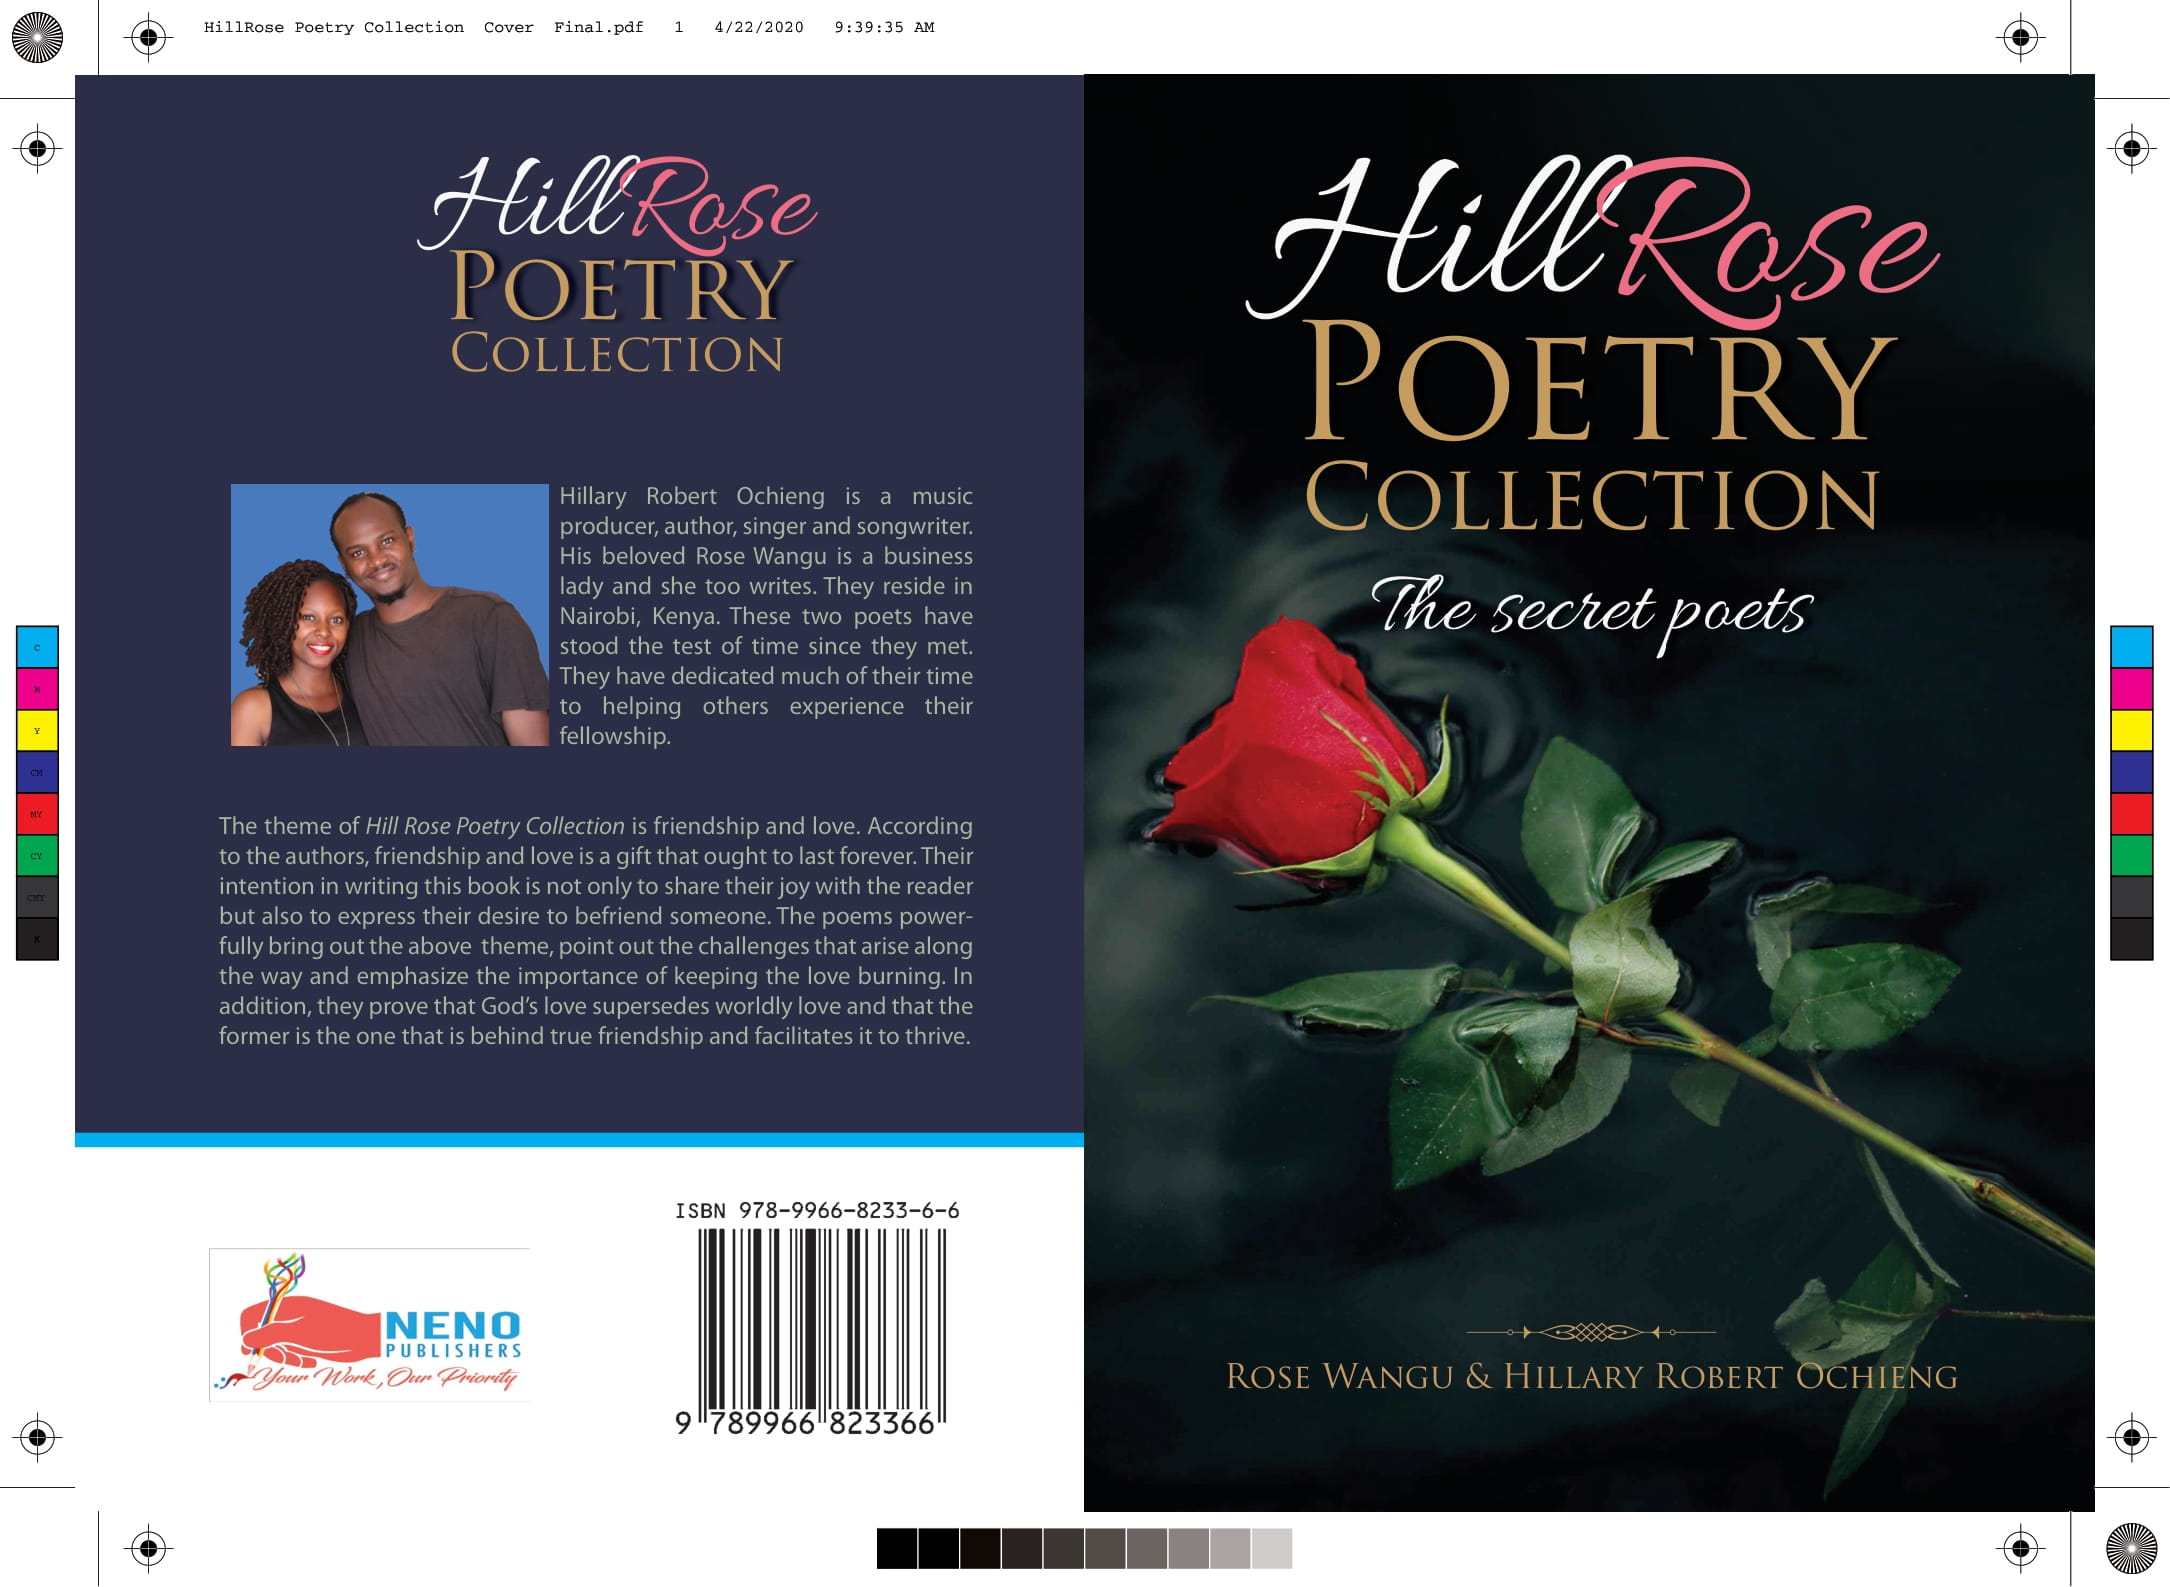 HillRose Poetry Collection Cover Final.pdf 1 4/22/2020 9:39:35 AM
HillRose
POETRY
COLLECTION
Hillary Robert Ochieng is a music
producer, author, singer and songwriter.
His beloved Rose Wangu is a business
lady and she too writes. They reside in
Nairobi, Kenya. These two poets have
stood the test of time since they met.
They have dedicated much of their time
to helping others experience their
fellowship.
The theme of Hill Rose Poetry Collection is friendship and love. According
to the authors, friendship and love is a gift that ought to last forever. Their
intention in writing this book is not only to share their joy with the reader
but also to express their desire to befriend someone. The poems power-
fully bring out the above theme, point out the challenges that arise along
the way and emphasize the importance of keeping the love burning. In
addition, they prove that God's love supersedes worldly love and that the
former is the one that is behind true friendship and facilitates it to thrive.
NENO
PUBLISHERS
Your Work, Our Priority
ISBN 978-9966-8233-6-6
9 789966 823366
HillRose
POETRY
COLLECTION
The secret poets
ROSE WANGU & HILLARY ROBERT OCHIENG
C
M
Y
CM
MY
CY
CMY
K